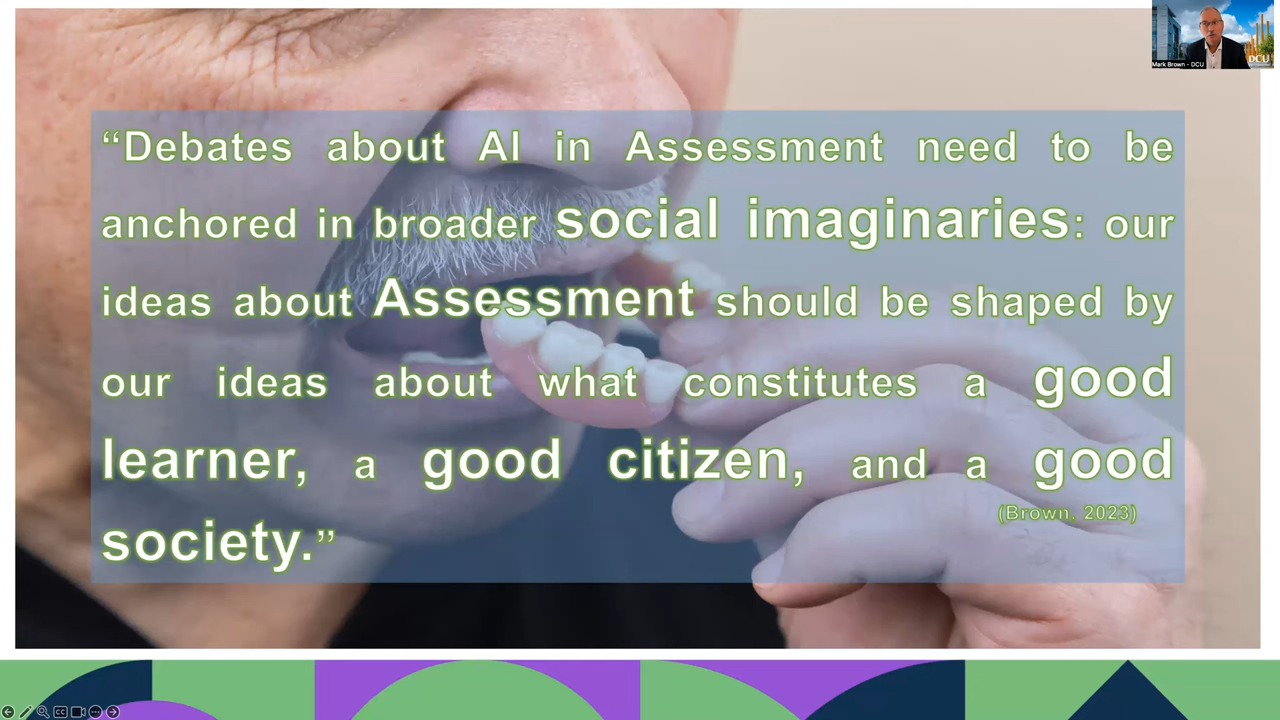 Mark Brown - DCU
DCU
“Debates about AI in Assessment need to be
anchored in broader social imaginaries: our
ideas about Assessment should be shaped by
our ideas about what constitutes a good
learner, a good citizen, and a good
society.”
(Brown, 2023)